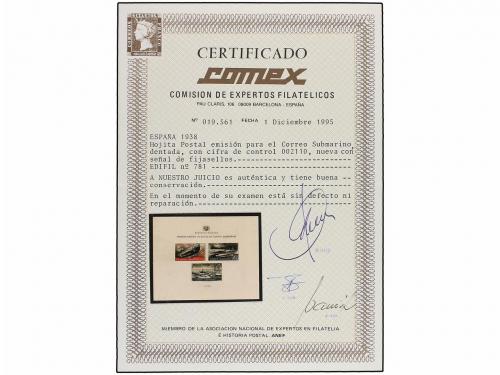 CERTIFICADO
comex
COMISION DE EXPERTOS FILATELICOS
PAU CLARIS, 106 08009 BARCELONA - ESPAÑA
Nº 019.561 FECHA 1 Diciembre 1995
ESPAÑA 1938
Hojita Postal emisión para el Correo Submarino
dentada, con cifra de control 002110, nueva con
señal de fijasellos.
EDIFIL nº 781
A NUESTRO JUICIO es auténtica y tiene buena --
conservación.
En el momento de su examen está sin defecto ni
reparación.
MIEMBRO DE LA ASOCIACION NACIONAL DE EXPERTOS EN FILATELIA
E HISTORIA POSTAL ANEF